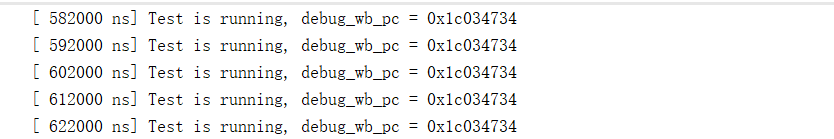 [ 582000 ns] Test is running, debug_wb_pc = 0x1c034734
[ 592000 ns] Test is running, debug_wb_pc = 0x1c034734
[ 602000 ns] Test is running, debug_wb_pc = 0x1c034734
[ 612000 ns] Test is running, debug_wb_pc = 0x1c034734
[ 622000 ns] Test is running, debug_wb_pc = 0x1c034734